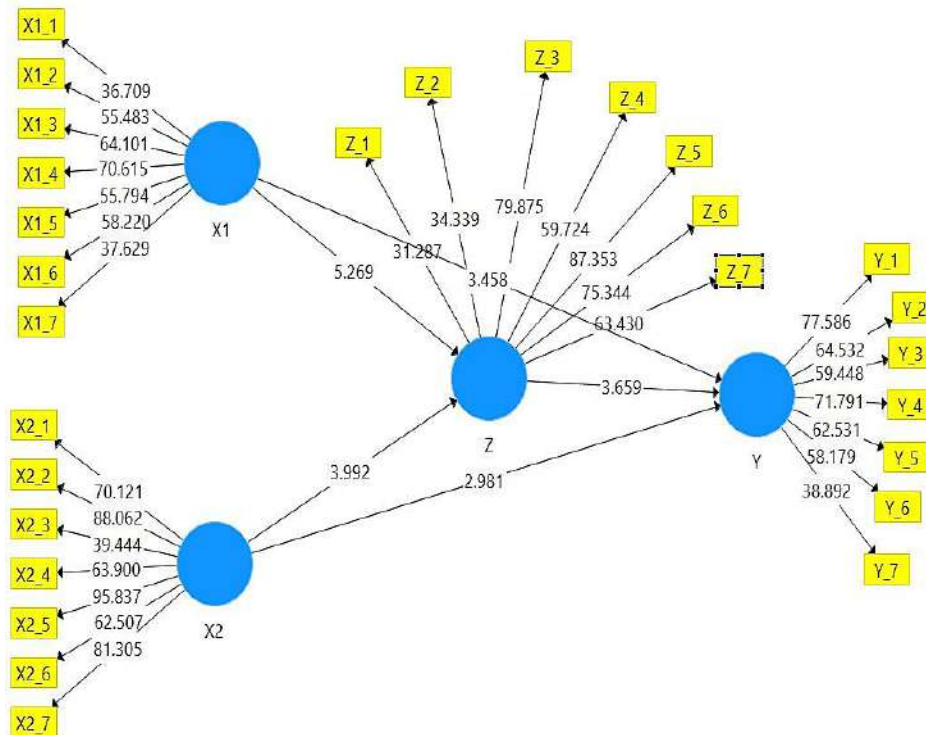 X1_1
X1_2
X1_3
X1_4
X1_5
X1_6
X1_7
36.709
55.483
64.101
70.615
55.794
58.220
37.629
X1
Z_1
Z_2
Z_3
Z_4
Z_5
Z_6
Z_7
31.287
34.339
79.875
59.724
87.353
75.344
63.430
5.269
3.458
Z
3.659
3.992
2.981
Y_1
Y_2
Y_3
Y_4
Y_5
Y_6
Y_7
77.586
64.532
59.448
71.791
62.531
58.179
38.892
Y
X2_1
X2_2
X2_3
X2_4
X2_5
X2_6
X2_7
70.121
88.062
39.444
63.900
95.837
62.507
81.305
X2